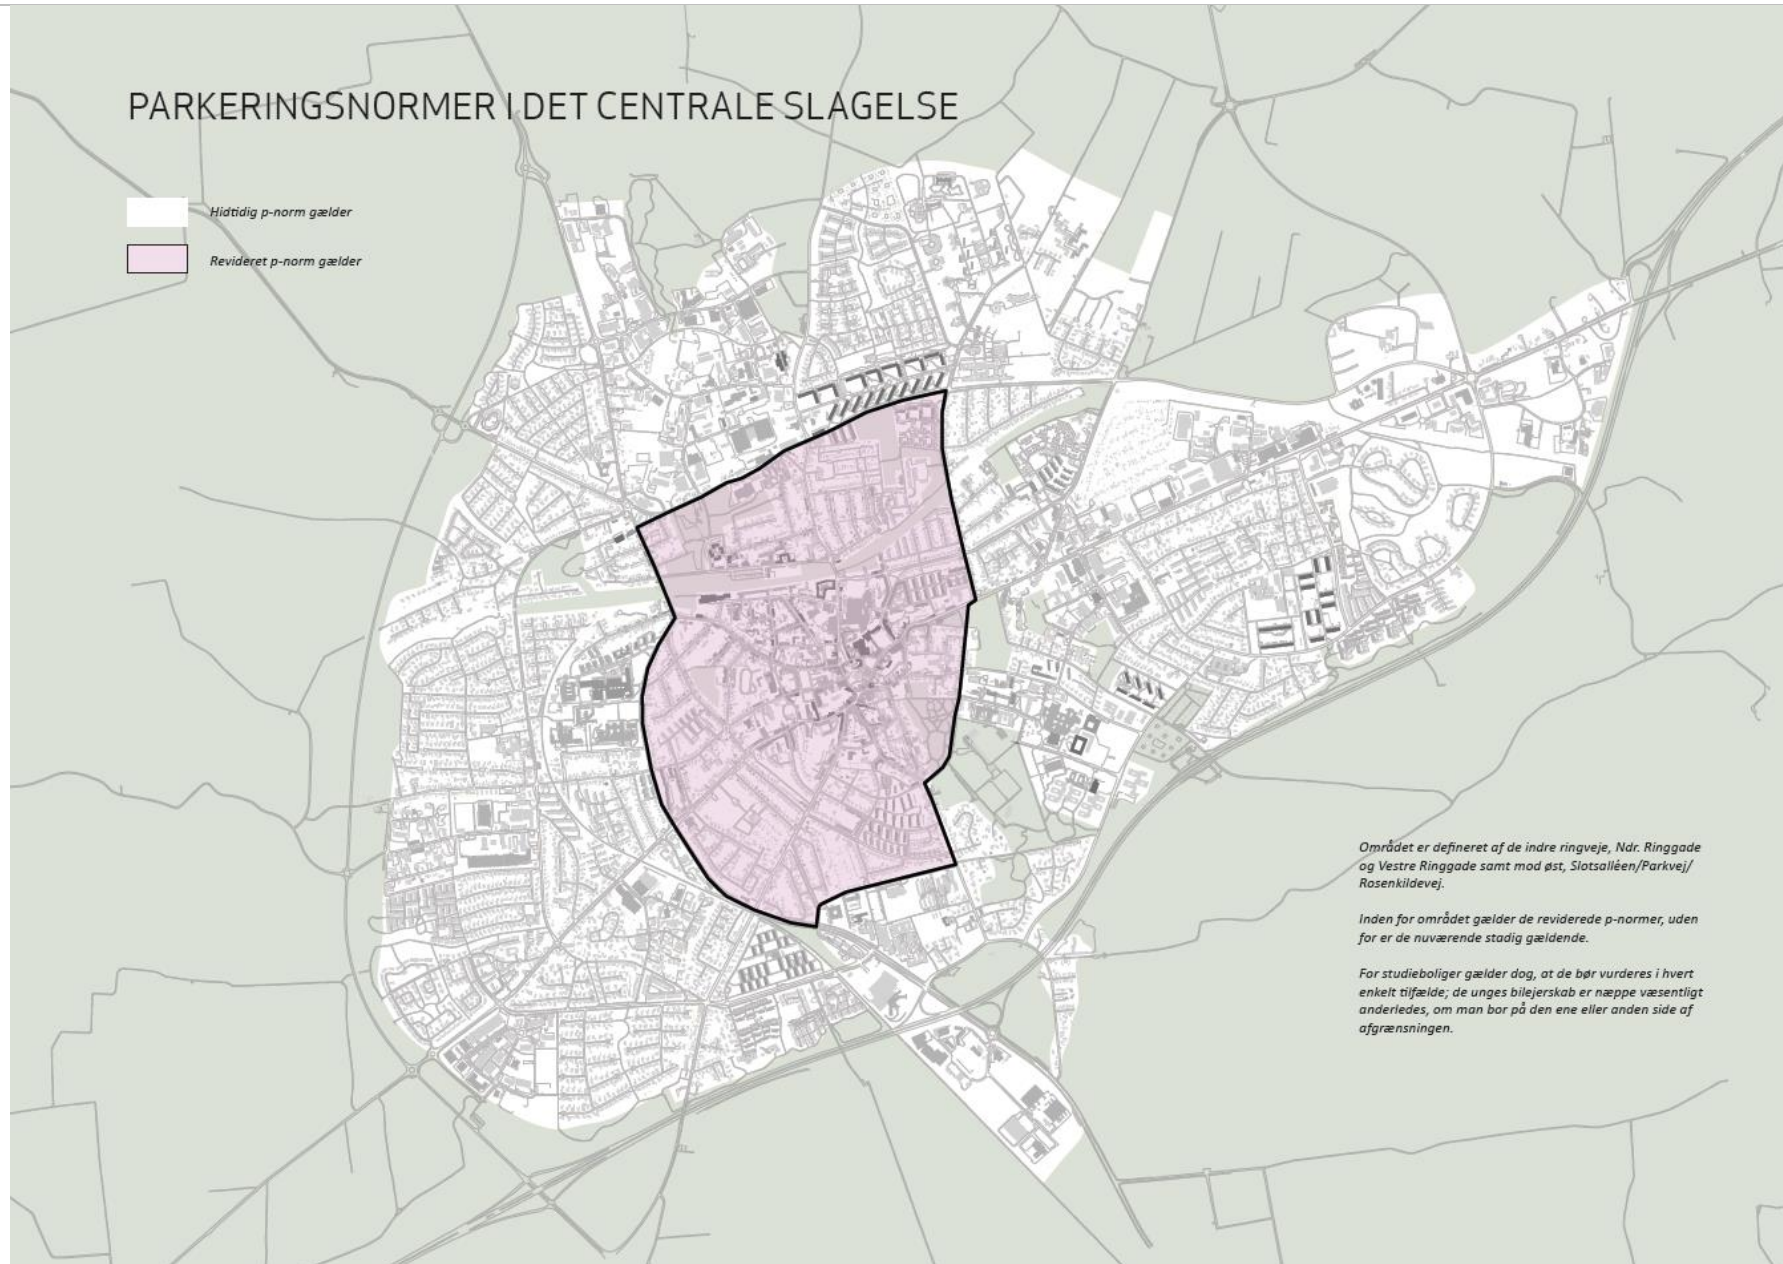 PARKERINGSNORMER I DET CENTRALE SLAGELSE
Hidtidig p-norm gælder
Revideret p-norm gælder
Området er defineret af de indre ringveje, Ndr. Ringgade
og Vestre Ringgade samt mod øst, Slotsalléen/Parkvej/
Rosenkildevej.
Inden for området gælder de reviderede p-normer, uden
for er de nuværende stadig gældende.
For studieboliger gælder dog, at de bør vurderes i hvert
enkelt tilfælde; de unges bilejerskab er næppe væsentligt
anderledes, om man bor på den ene eller anden side af
afgrænsningen.